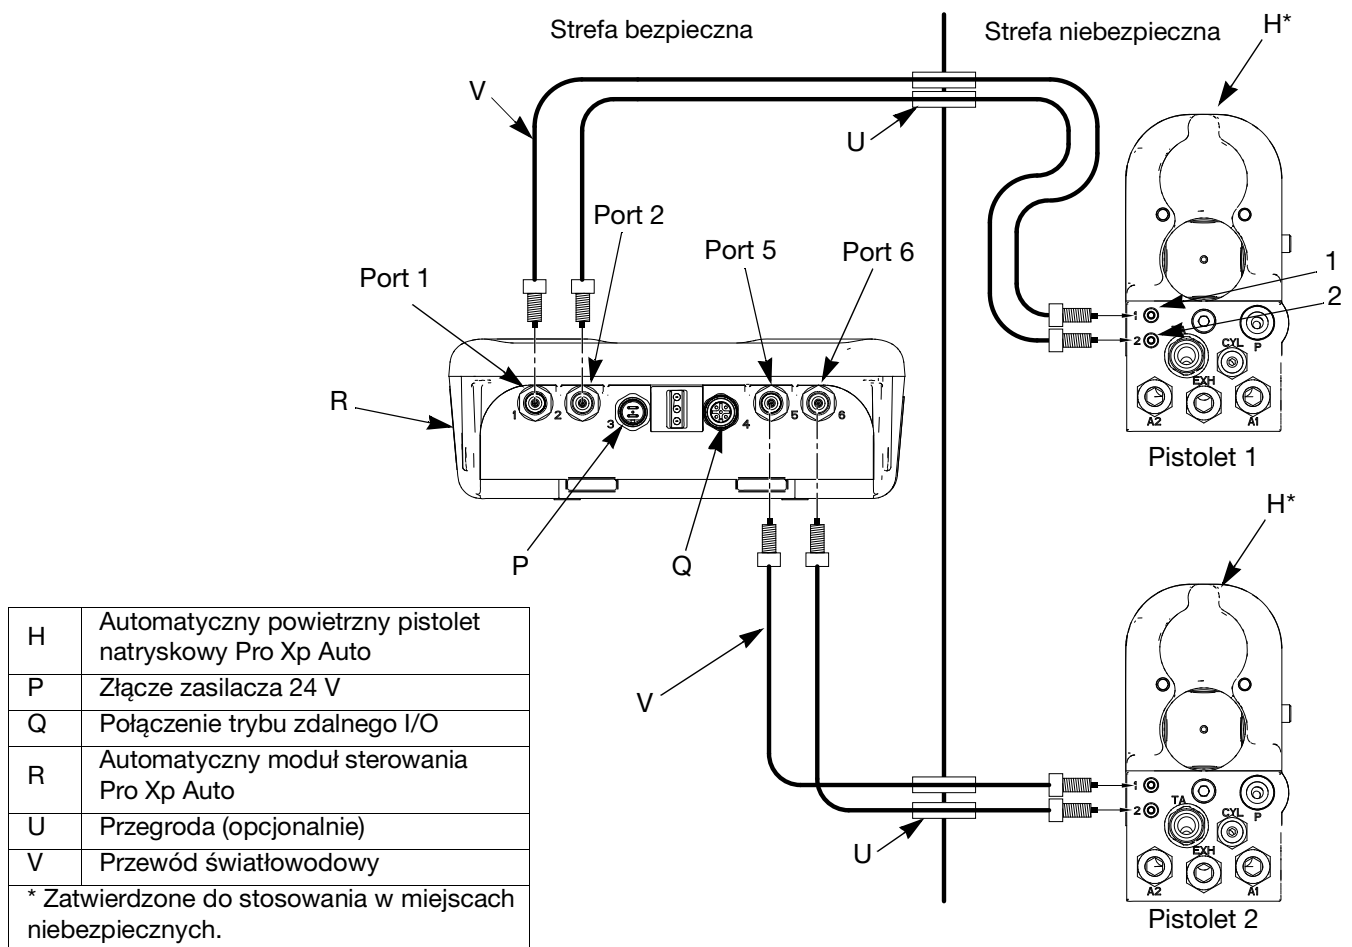 Strefa bezpieczna
Strefa niebezpieczna
H*
V
U
Port 2
Port 1
Port 5
Port 6
1
2
R
1
2
3
4
5
6
P
Q
1
2
CYL
P
EXH
A2
A1
Pistolet 1
H*
V
U
1
2
TA
CYL
P
EXH
A2
A1
Pistolet 2
H Automatyczny powietrzny pistolet
natryskowy Pro Xp Auto
P Złącze zasilacza 24 V
Q Połączenie trybu zdalnego I/O
R Automatyczny moduł sterowania
Pro Xp Auto
U Przegroda (opcjonalnie)
V Przewód światłowodowy
* Zatwierdzone do stosowania w miejscach
niebezpiecznych.